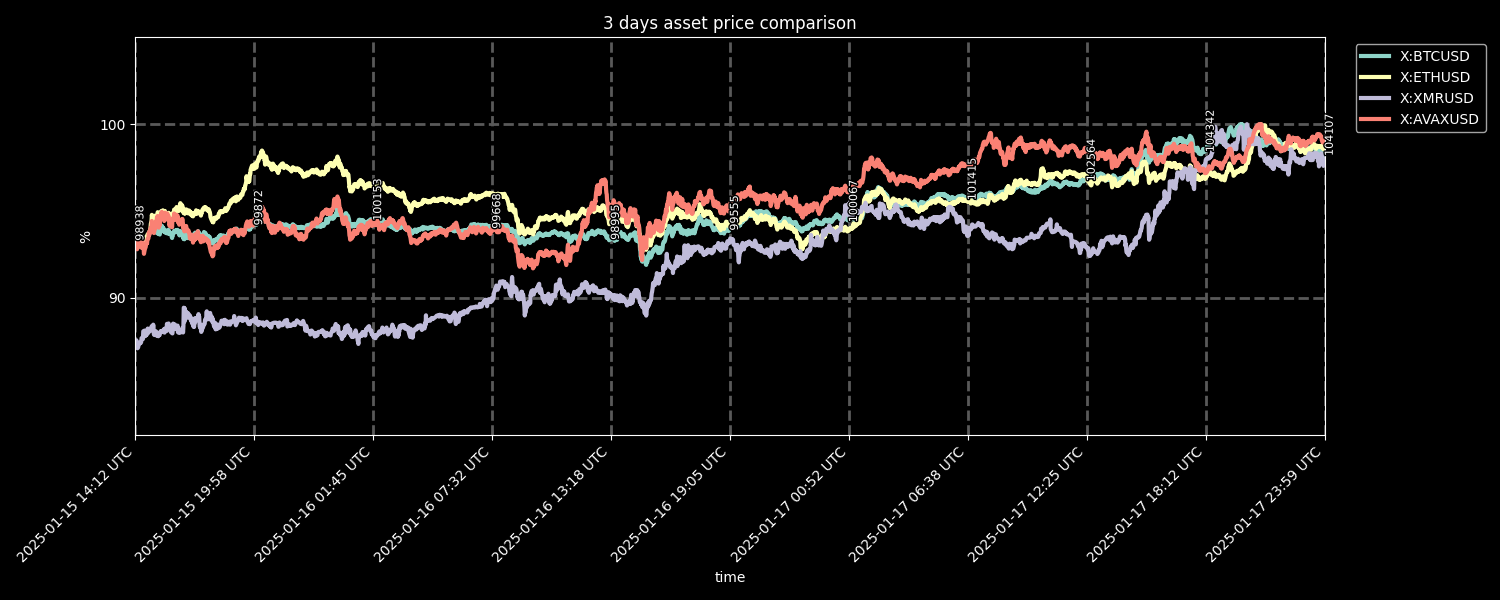 3 days asset price comparison
X:BTCUSD
X:ETHUSD
X:XMRUSD
X:AVAXUSD
100
90
%
98938
99872
100153
99668
98995
99555
100067
101415
102564
104342
104107
2025-01-15 14:12 UTC
2025-01-15 19:58 UTC
2025-01-16 01:45 UTC
2025-01-16 07:32 UTC
2025-01-16 13:18 UTC
2025-01-16 19:05 UTC
2025-01-17 00:52 UTC
2025-01-17 06:38 UTC
2025-01-17 12:25 UTC
2025-01-17 18:12 UTC
2025-01-17 23:59 UTC
time